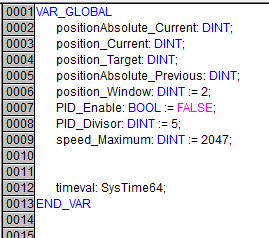 0001 VAR_GLOBAL
0002 positionAbsolute_Current: DINT;
0003 position_Current: DINT;
0004 position_Target: DINT;
0005 positionAbsolute_Previous: DINT;
0006 position_Window: DINT := 2;
0007 PID_Enable: BOOL := FALSE;
0008 PID_Divisor: DINT := 5;
0009 speed_Maximum: DINT := 2047;
0010
0011
0012 timeval: SysTime64;
0013 END_VAR
0014
0015